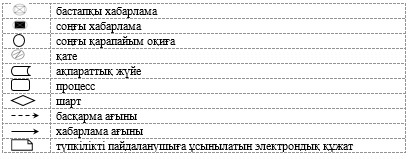 бастапқы хабарлама
соңғы хабарлама
соңғы қарапайым оқиға
қате
ақпараттық жүйе
процесс
шарт
басқарма ағыны
хабарлама ағыны
түпкілікті пайдаланушыға ұсынылатын электрондық құжат